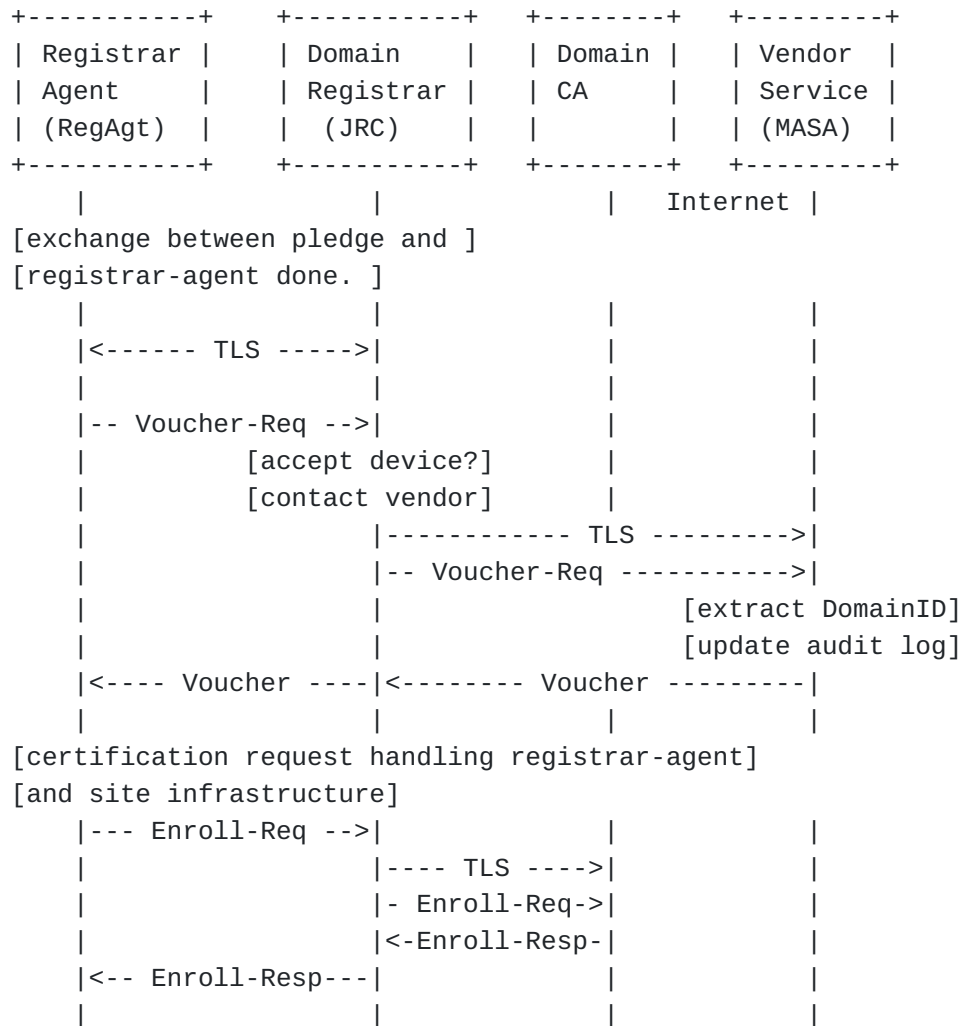 +-----------+    +-----------+   +--------+   +---------+
| Registrar |    | Domain    |   | Domain |   | Vendor  |
| Agent     |    | Registrar |   | CA     |   | Service |
| (RegAgt)  |    |  (JRC)    |   |        |   | (MASA)  |
+-----------+    +-----------+   +--------+   +---------+
    |                  |              |   Internet |
[exchange between pledge and ]
[registrar-agent done. ]
    |                  |              |            |
    |<------ TLS ----->|              |            |
    |                  |              |            |
    |-- Voucher-Req -->|              |            |
    |          [accept device?]       |            |
    |          [contact vendor]       |            |
    |                  |------------ TLS --------->|
    |                  |-- Voucher-Req ----------->|
    |                  |                   [extract DomainID]
    |                  |                   [update audit log]
    |<---- Voucher ----|<-------- Voucher ---------|
    |                  |              |            |
[certification request handling registrar-agent]
[and site infrastructure]
    |--- Enroll-Req -->|              |            |
    |                  |---- TLS ---->|            |
    |                  |- Enroll-Req->|            |
    |                  |<-Enroll-Resp-|            |
    |<-- Enroll-Resp---|              |            |
    |                  |              |            |